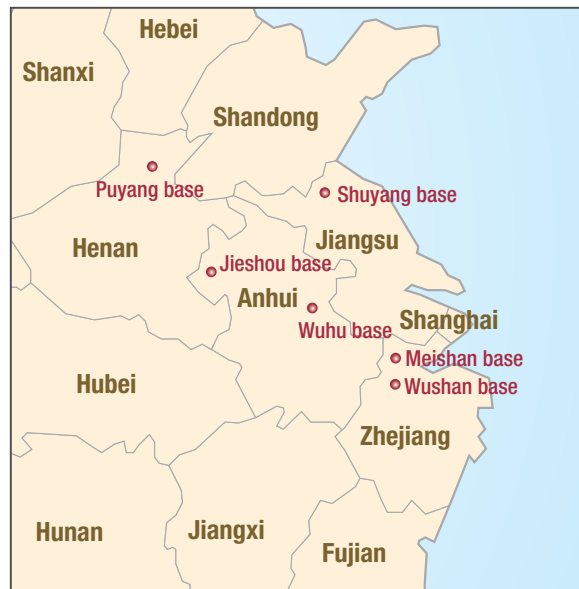 Hebei
Shanxi
Shandong
Puyang base
Shuyang base
Henan
Jiangsu
Jieshou base
Anhui
Shanghai
Wuhu base
Meishan base
Hubei
Wushan base
Zhejiang
Hunan
Jiangxi
Fujian